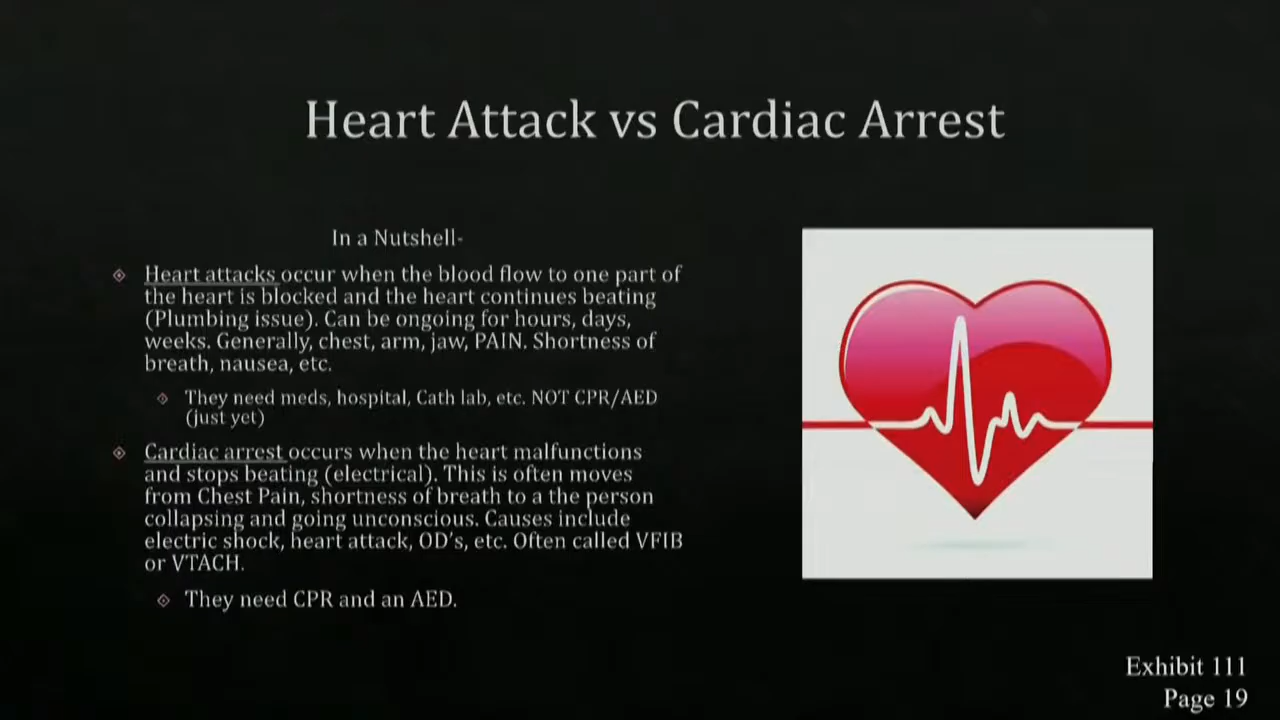 Heart Attack vs Cardiac Arrest
In a Nutshell-
Heart attacks occur when the blood flow to one part of
the heart is blocked and the heart continues beating
(Plumbing issue). Can be ongoing for hours, days,
weeks. Generally, chest, arm, jaw, PAIN. Shortness of
breath, nausea, etc.
They need meds, hospital, Cath lab, etc. NOT CPR/AED
(just yet)
Cardiac arrest occurs when the heart malfunctions
and stops beating (electrical). This is often moves
from Chest Pain, shortness of breath to a the person
collapsing and going unconscious. Causes include
electric shock, heart attack, OD's, etc. Often called VFIB
or VTACH.
They need CPR and an AED.
Exhibit 111
Page 19